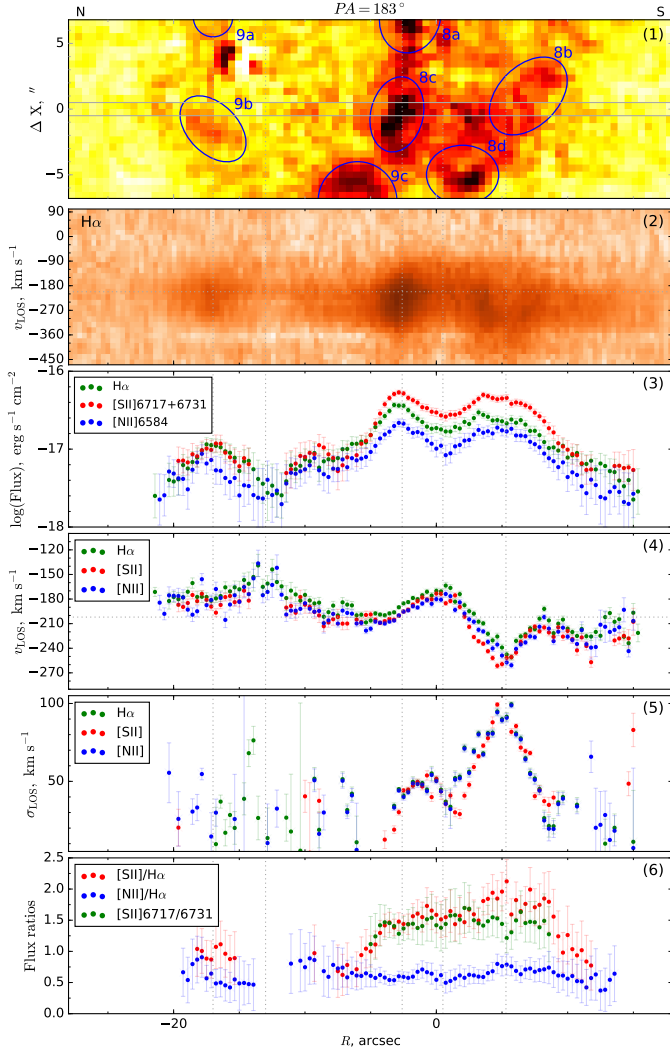 N PA = 183° S
9a 8a (1)
8b
8c
9b
8d
9c
Δ X, ″
5
0
−5
Hα (2)
v_LOS, km s⁻¹
90
0
−90
−180
−270
−360
−450
(3)
Hα
[SII]6717+6731
[NII]6584
log(Flux), erg s⁻¹ cm⁻²
−16
−17
−18
(4)
Hα
[SII]
[NII]
v_LOS, km s⁻¹
−120
−150
−180
−210
−240
−270
(5)
Hα
[SII]
[NII]
σ_LOS, km s⁻¹
100
50
(6)
[SII]/Hα
[NII]/Hα
[SII]6717/6731
Flux ratios
2.5
2.0
1.5
1.0
0.5
0.0
−20 0
R, arcsec